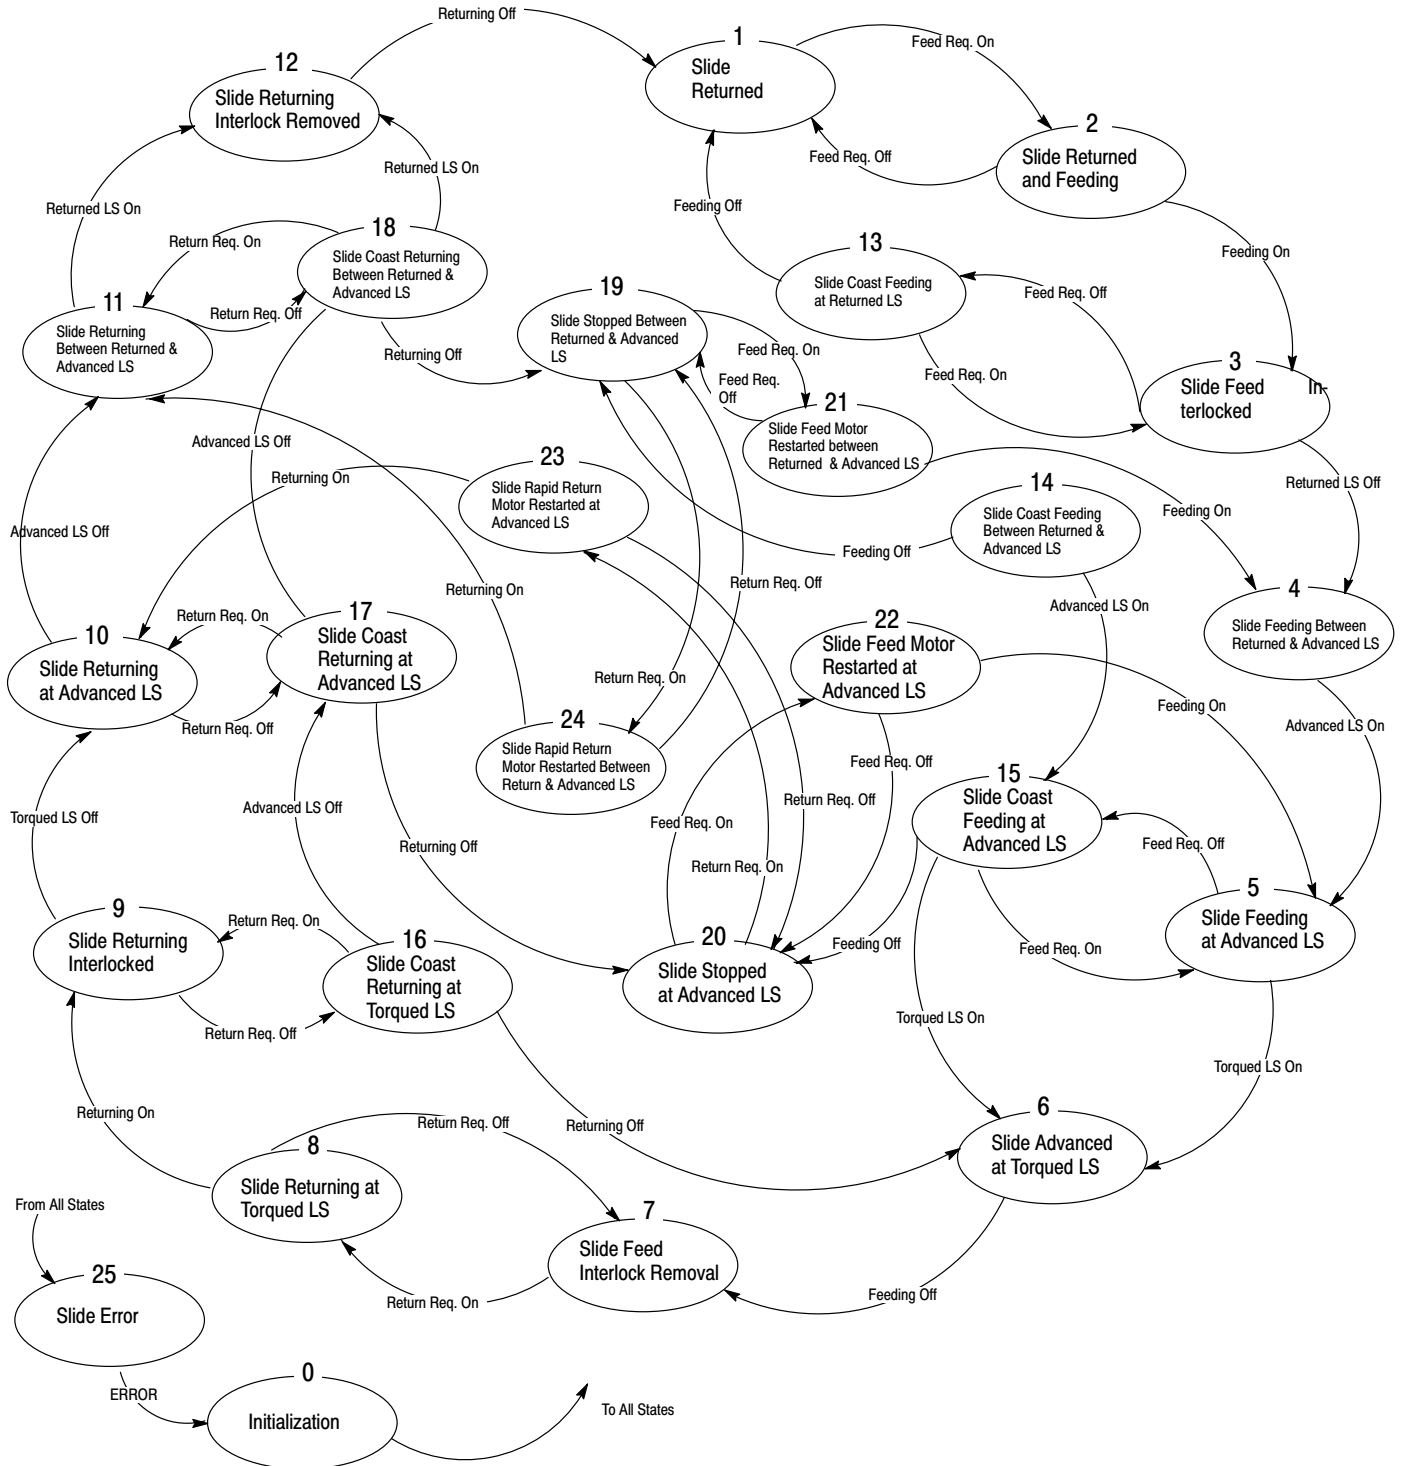 Returning Off
1
Slide
Returned
Feed Req. On
12
Slide Returning
Interlock Removed
2
Slide Returned
and Feeding
Feed Req. Off
Returned LS On
Returned LS On
Feeding Off
18
Slide Coast Returning
Between Returned &
Advanced LS
Return Req. On
13
Slide Coast Feeding
at Returned LS
Feeding On
Feed Req. Off
11
Slide Returning
Between Returned &
Advanced LS
Return Req. Off
19
Slide Stopped Between
Returned & Advanced
LS
Returning Off
Feed Req. On
Feed Req.
Off
Feed Req. On
3
Slide Feed In-
terlocked
21
Slide Feed Motor
Restarted between
Returned & Advanced LS
Advanced LS Off
23
Slide Rapid Return
Motor Restarted at
Advanced LS
Returning On
14
Slide Coast Feeding
Between Returned &
Advanced LS
Returned LS Off
Feeding On
Advanced LS Off
Feeding Off
Returning On
Return Req. Off
Advanced LS On
4
Slide Feeding Between
Returned & Advanced LS
17
Slide Coast
Returning at
Advanced LS
Return Req. On
10
Slide Returning
at Advanced LS
Return Req. Off
22
Slide Feed Motor
Restarted at
Advanced LS
Return Req. On
Feeding On
Advanced LS On
24
Slide Rapid Return
Motor Restarted Between
Return & Advanced LS
Feed Req. Off
15
Slide Coast
Feeding at
Advanced LS
Torqued LS Off
Advanced LS Off
Returning Off
Feed Req. On
Return Req. Off
Return Req. On
Feed Req. Off
5
Slide Feeding
at Advanced LS
9
Slide Returning
Interlocked
Return Req. On
16
Slide Coast
Returning at
Torqued LS
20
Slide Stopped
at Advanced LS
Feeding Off
Feed Req. On
Return Req. Off
Torqued LS On
Torqued LS On
Returning On
Return Req. Off
Returning Off
6
Slide Advanced
at Torqued LS
8
Slide Returning at
Torqued LS
From All States
7
Slide Feed
Interlock Removal
Return Req. On
Feeding Off
25
Slide Error
ERROR
0
Initialization
To All States